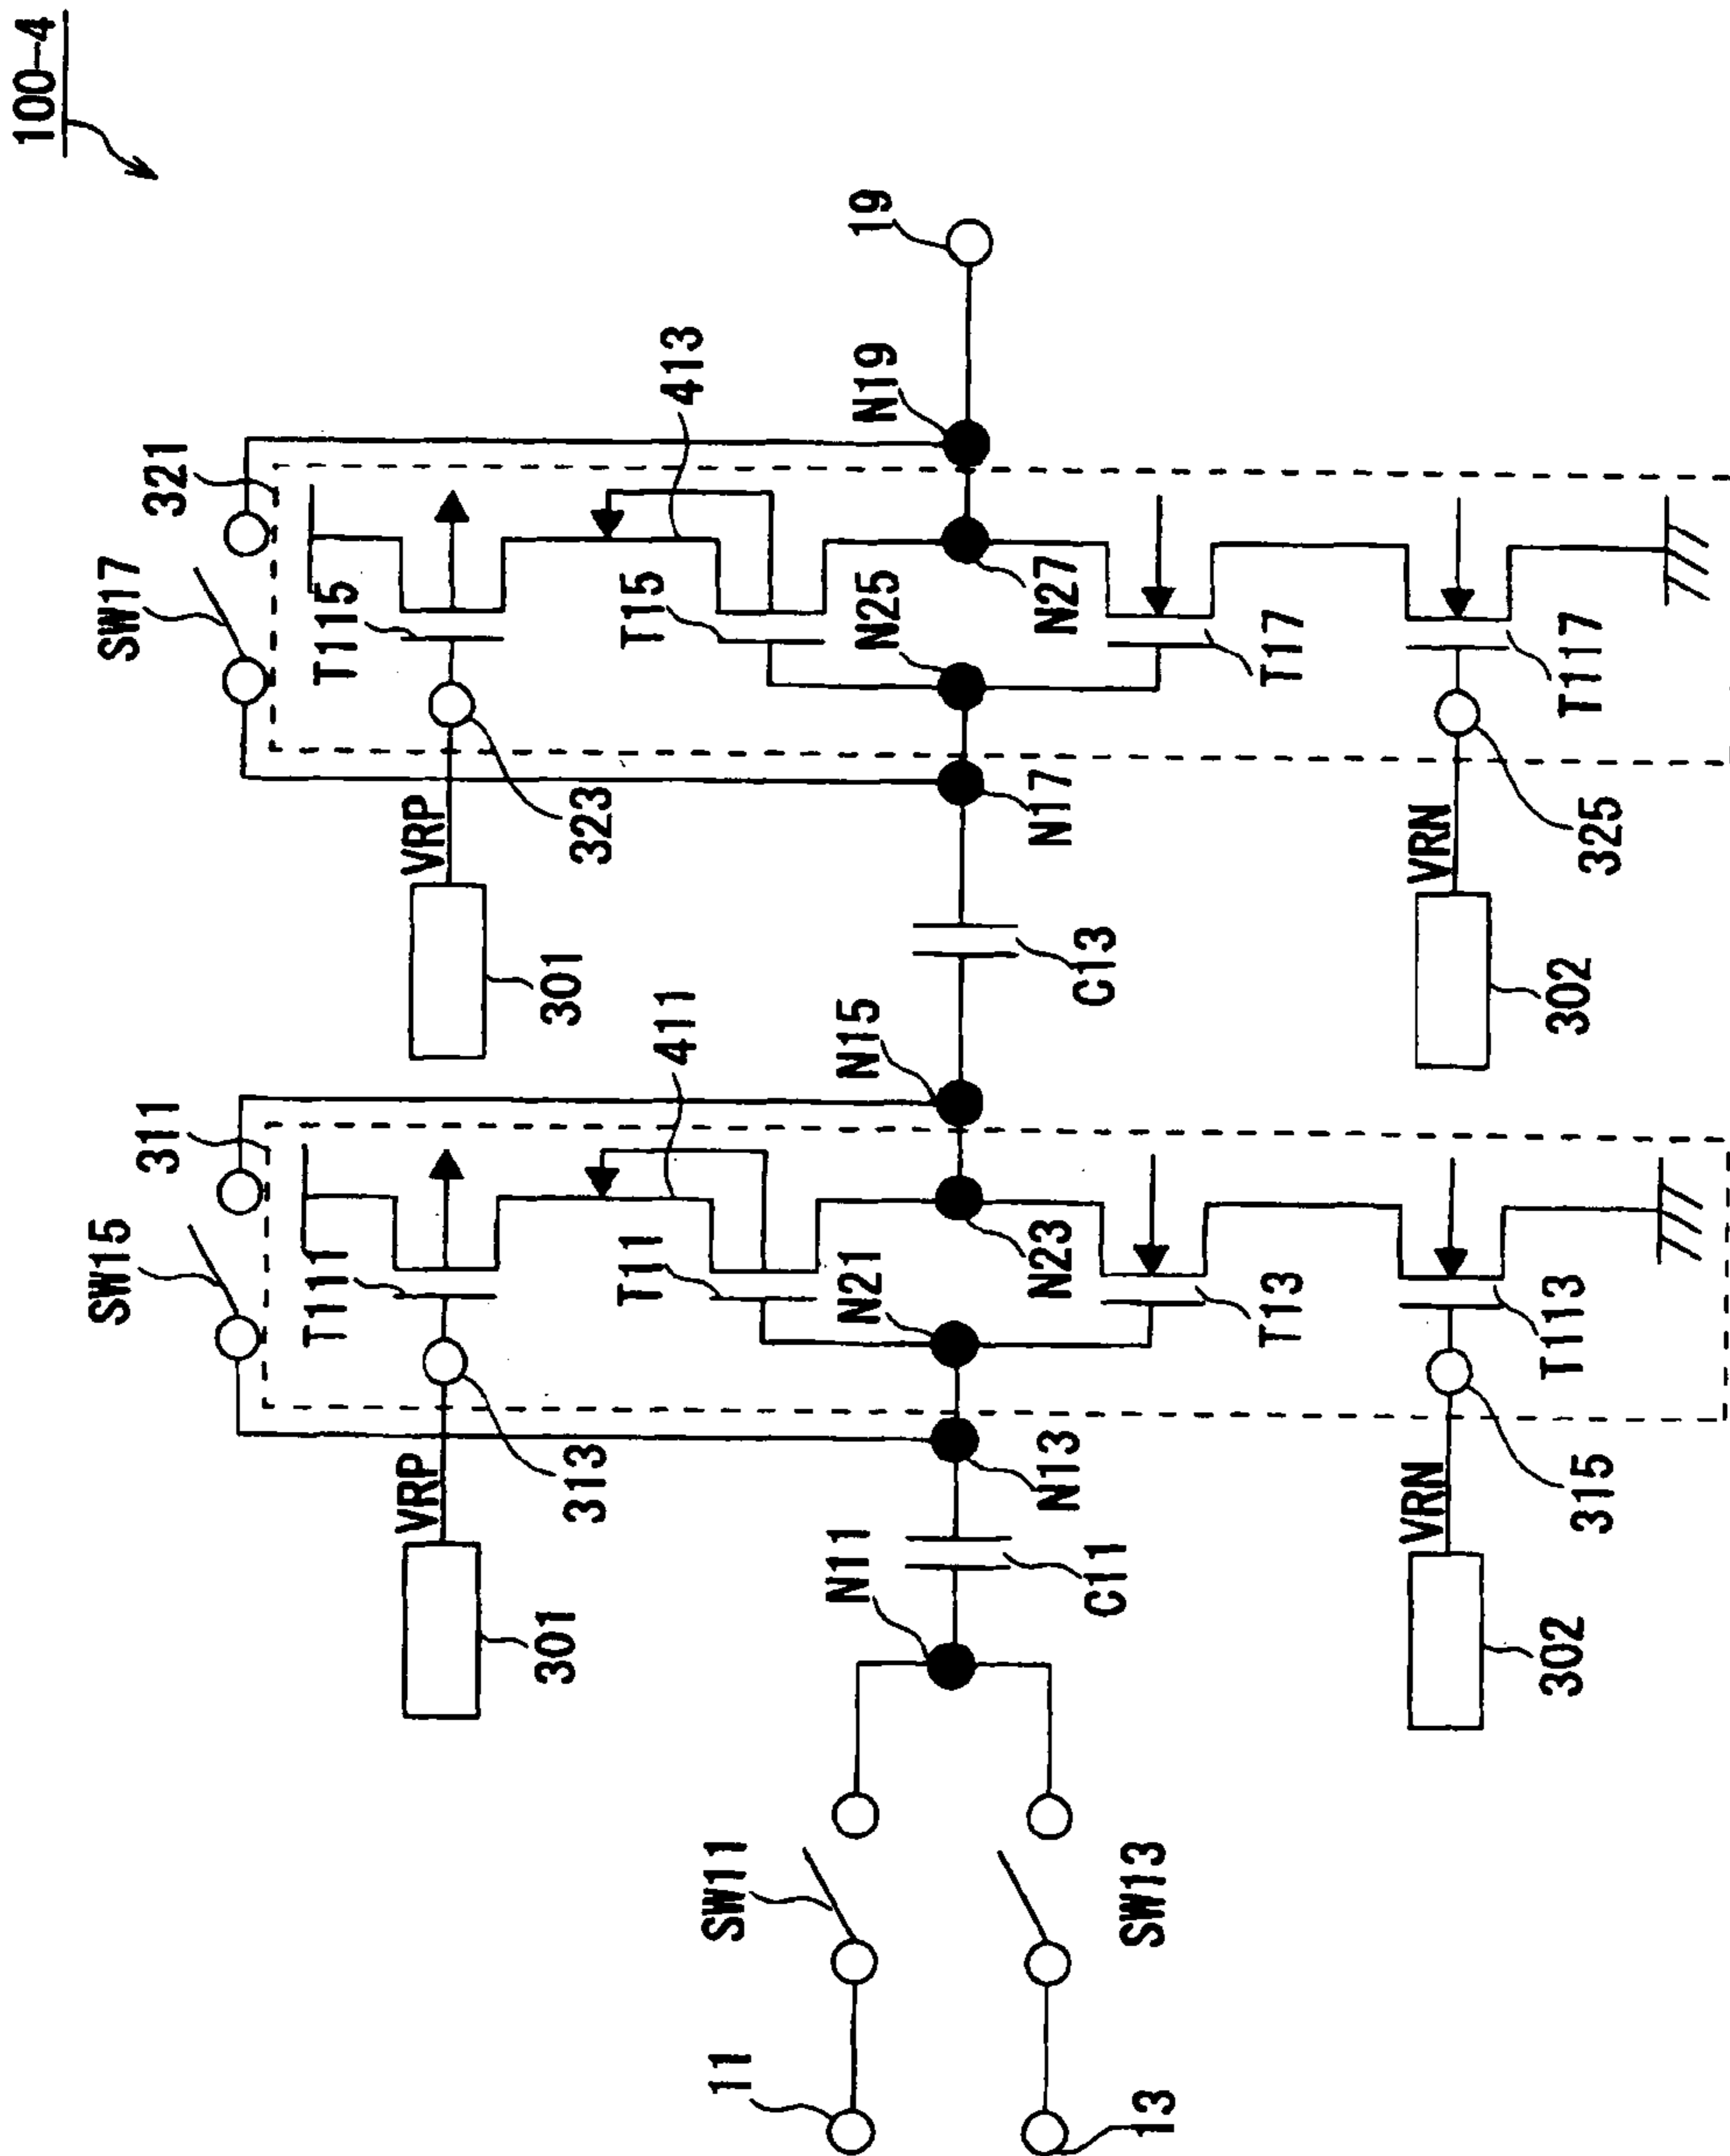 100-4
SW15
311
SW17
321
301
VRP
313
T111
301
VRP
323
T115
T11
411
T15
413
11
SW11
N11
N21
N15
N25
N19
19
13
SW13
C11
N13
N23
C13
N17
N27
T13
T17
302
VRN
315
T113
302
VRN
325
T117